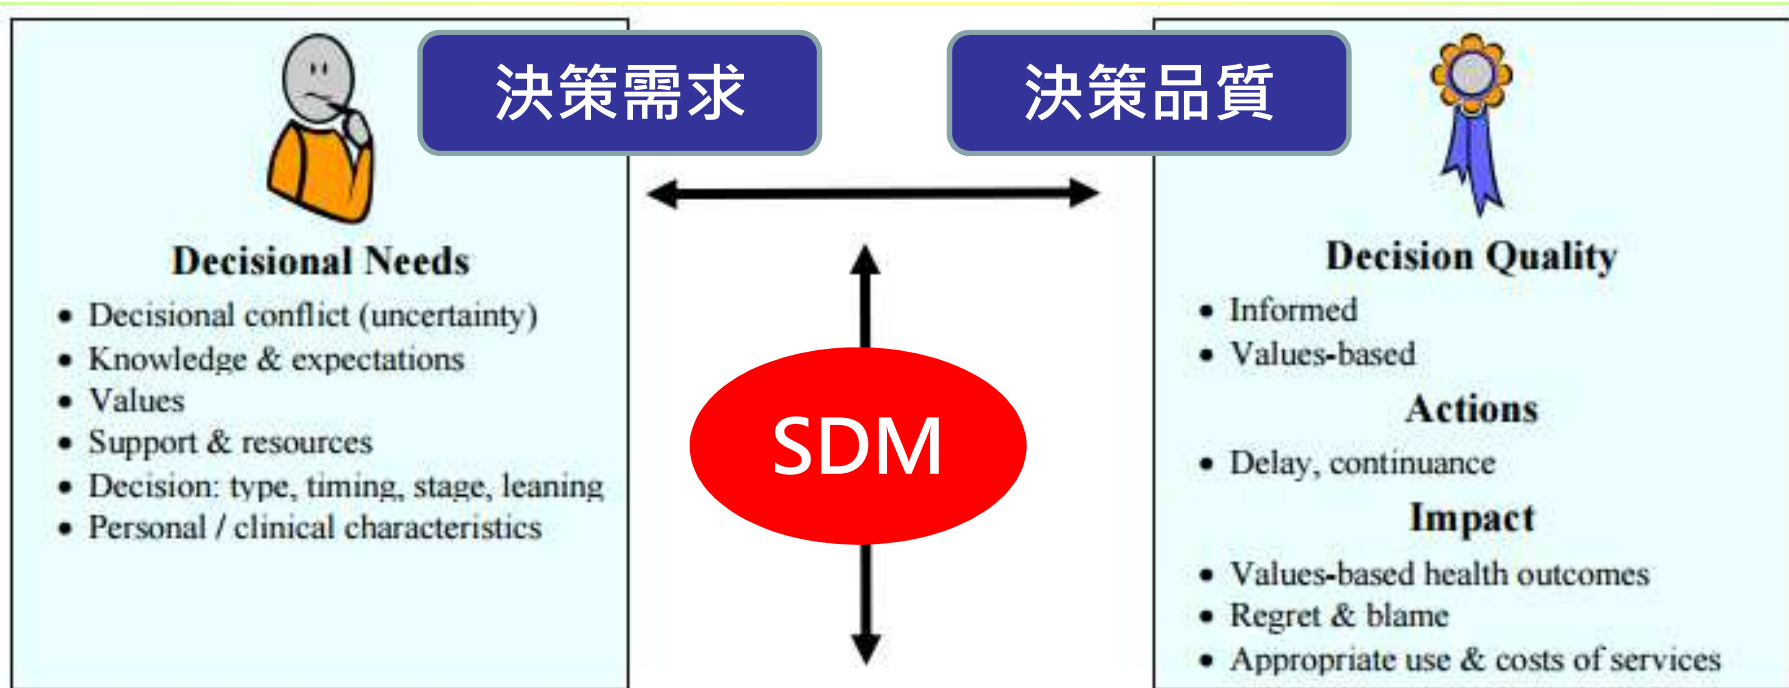 決策需求
Decisional Needs
• Decisional conflict (uncertainty)
• Knowledge & expectations
• Values
• Support & resources
• Decision: type, timing, stage, leaning
• Personal / clinical characteristics
SDM
決策品質
Decision Quality
• Informed
• Values-based
Actions
• Delay, continuance
Impact
• Values-based health outcomes
• Regret & blame
• Appropriate use & costs of services